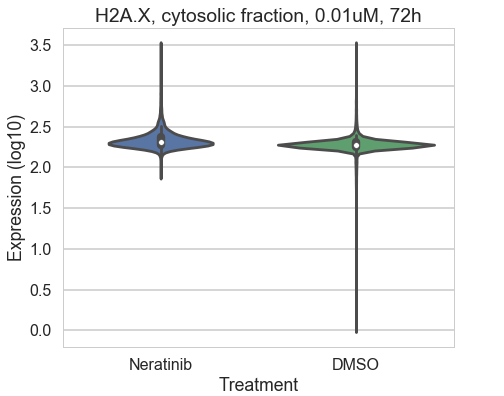 H2A.X, cytosolic fraction, 0.01uM, 72h
Expression (log10)
3.5
3.0
2.5
2.0
1.5
1.0
0.5
0.0
Neratinib DMSO
Treatment